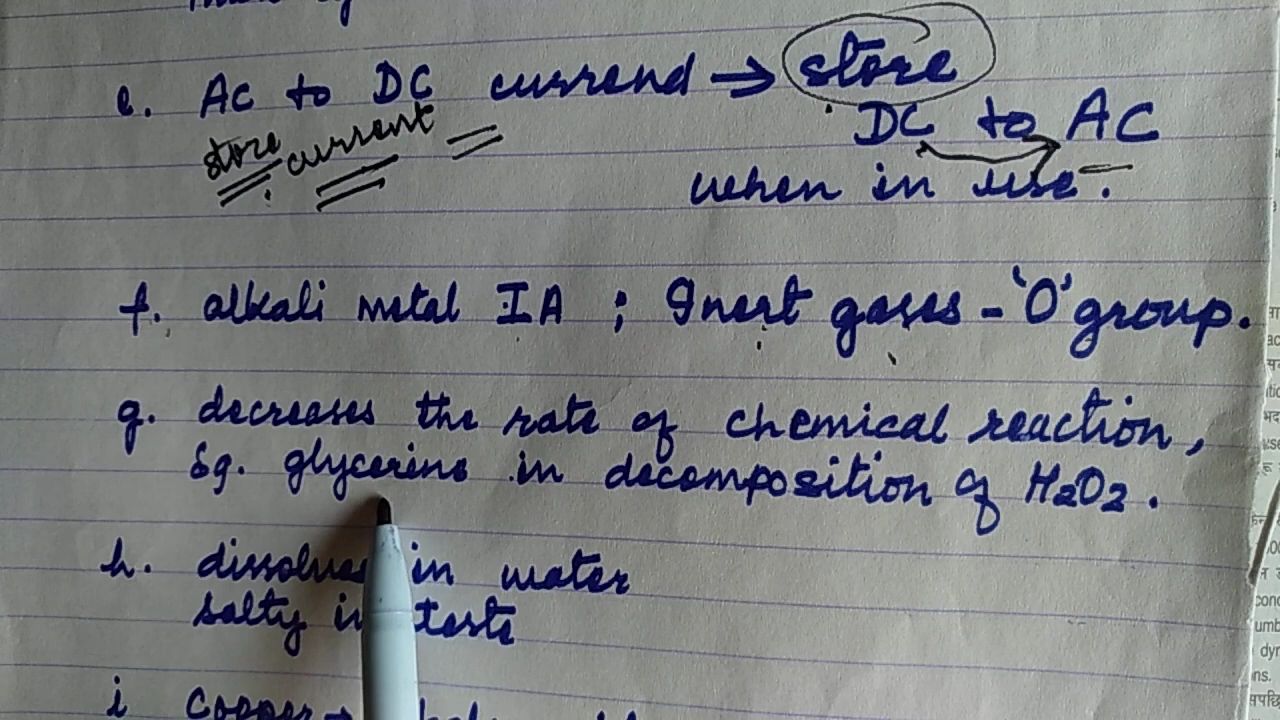 e. AC to DC currend → store
store current
DC to AC
when in use.
f. alkali metal IA ; Inert gases - 'O' group.
g. decreases the rate of chemical reaction,
Eg. glycerine in decomposition of H2O2.
h. dissolves in water
salty in taste
i Copper →